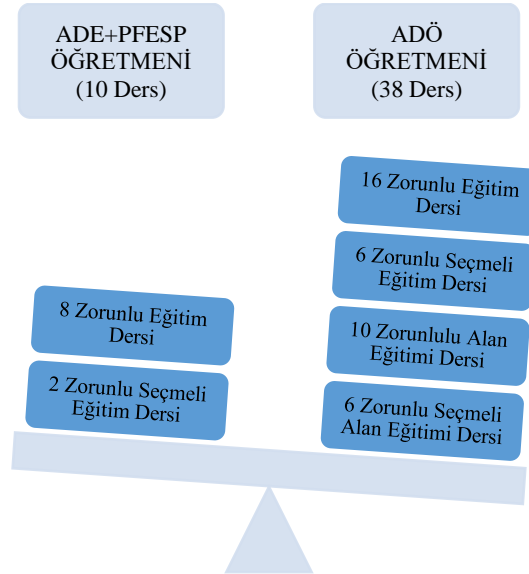 ADE+PFESP
ÖĞRETMENİ
(10 Ders)
ADÖ
ÖĞRETMENİ
(38 Ders)
8 Zorunlu Eğitim
Dersi
2 Zorunlu Seçmeli
Eğitim Dersi
16 Zorunlu Eğitim
Dersi
6 Zorunlu Seçmeli
Eğitim Dersi
10 Zorunlulu Alan
Eğitimi Dersi
6 Zorunlu Seçmeli
Alan Eğitimi Dersi